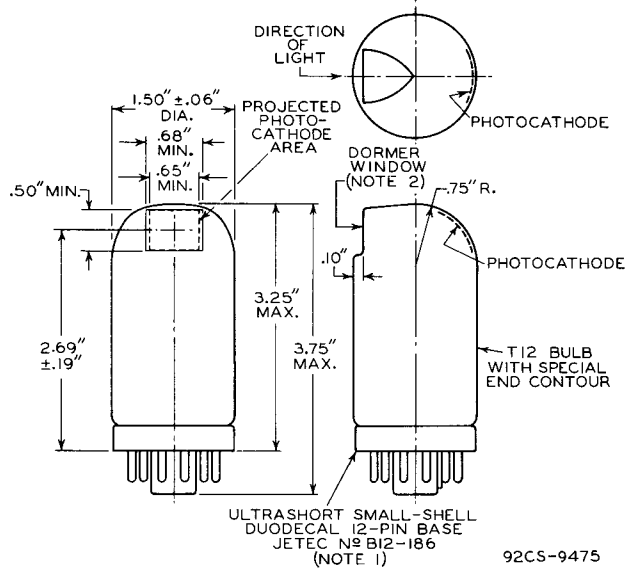 DIRECTION
OF
LIGHT
PHOTOCATHODE
1.50" ±.06"
DIA.
.68"
MIN.
.65"
MIN.
PROJECTED
PHOTO-
CATHODE
AREA
.50" MIN.
DORMER
WINDOW
(NOTE 2)
.75" R.
.10"
PHOTOCATHODE
3.25"
MAX.
3.75"
MAX.
2.69"
±.19"
T12 BULB
WITH SPECIAL
END CONTOUR
ULTRASHORT SMALL-SHELL
DUODECAL 12-PIN BASE
JETEC Nº B12-186
(NOTE 1)
92CS-9475